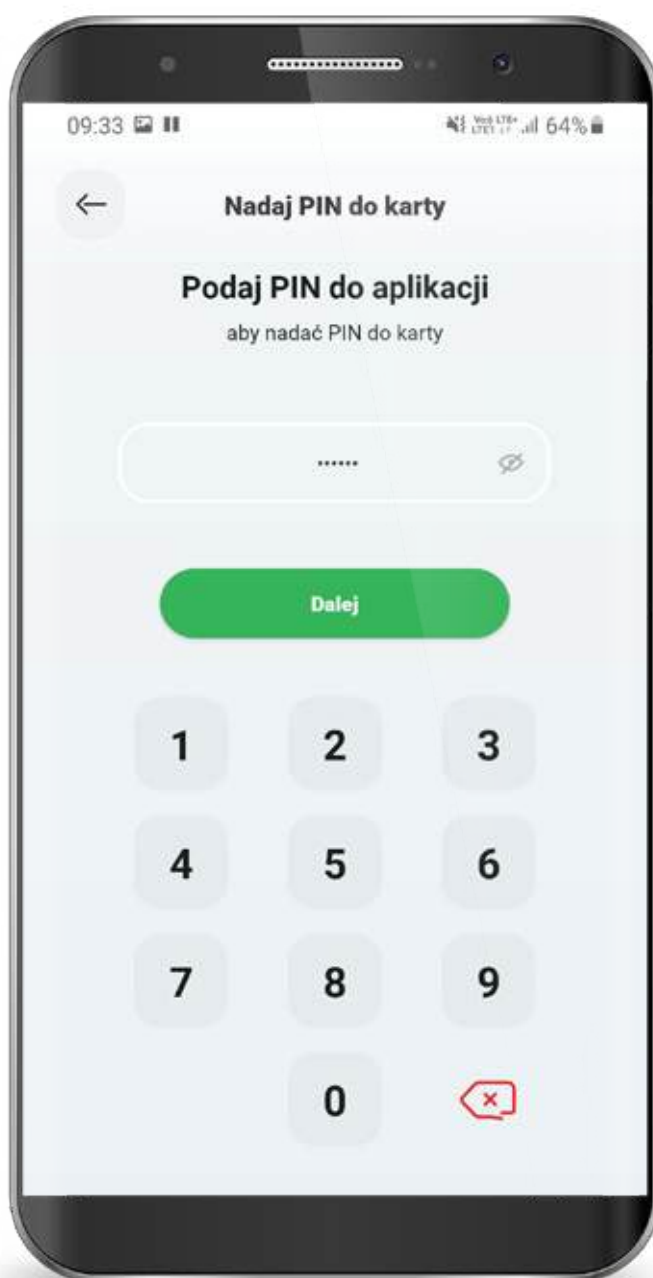 09:33 64%
Nadaj PIN do karty
Podaj PIN do aplikacji
aby nadać PIN do karty
••••••
Dalej
1 2 3
4 5 6
7 8 9
0